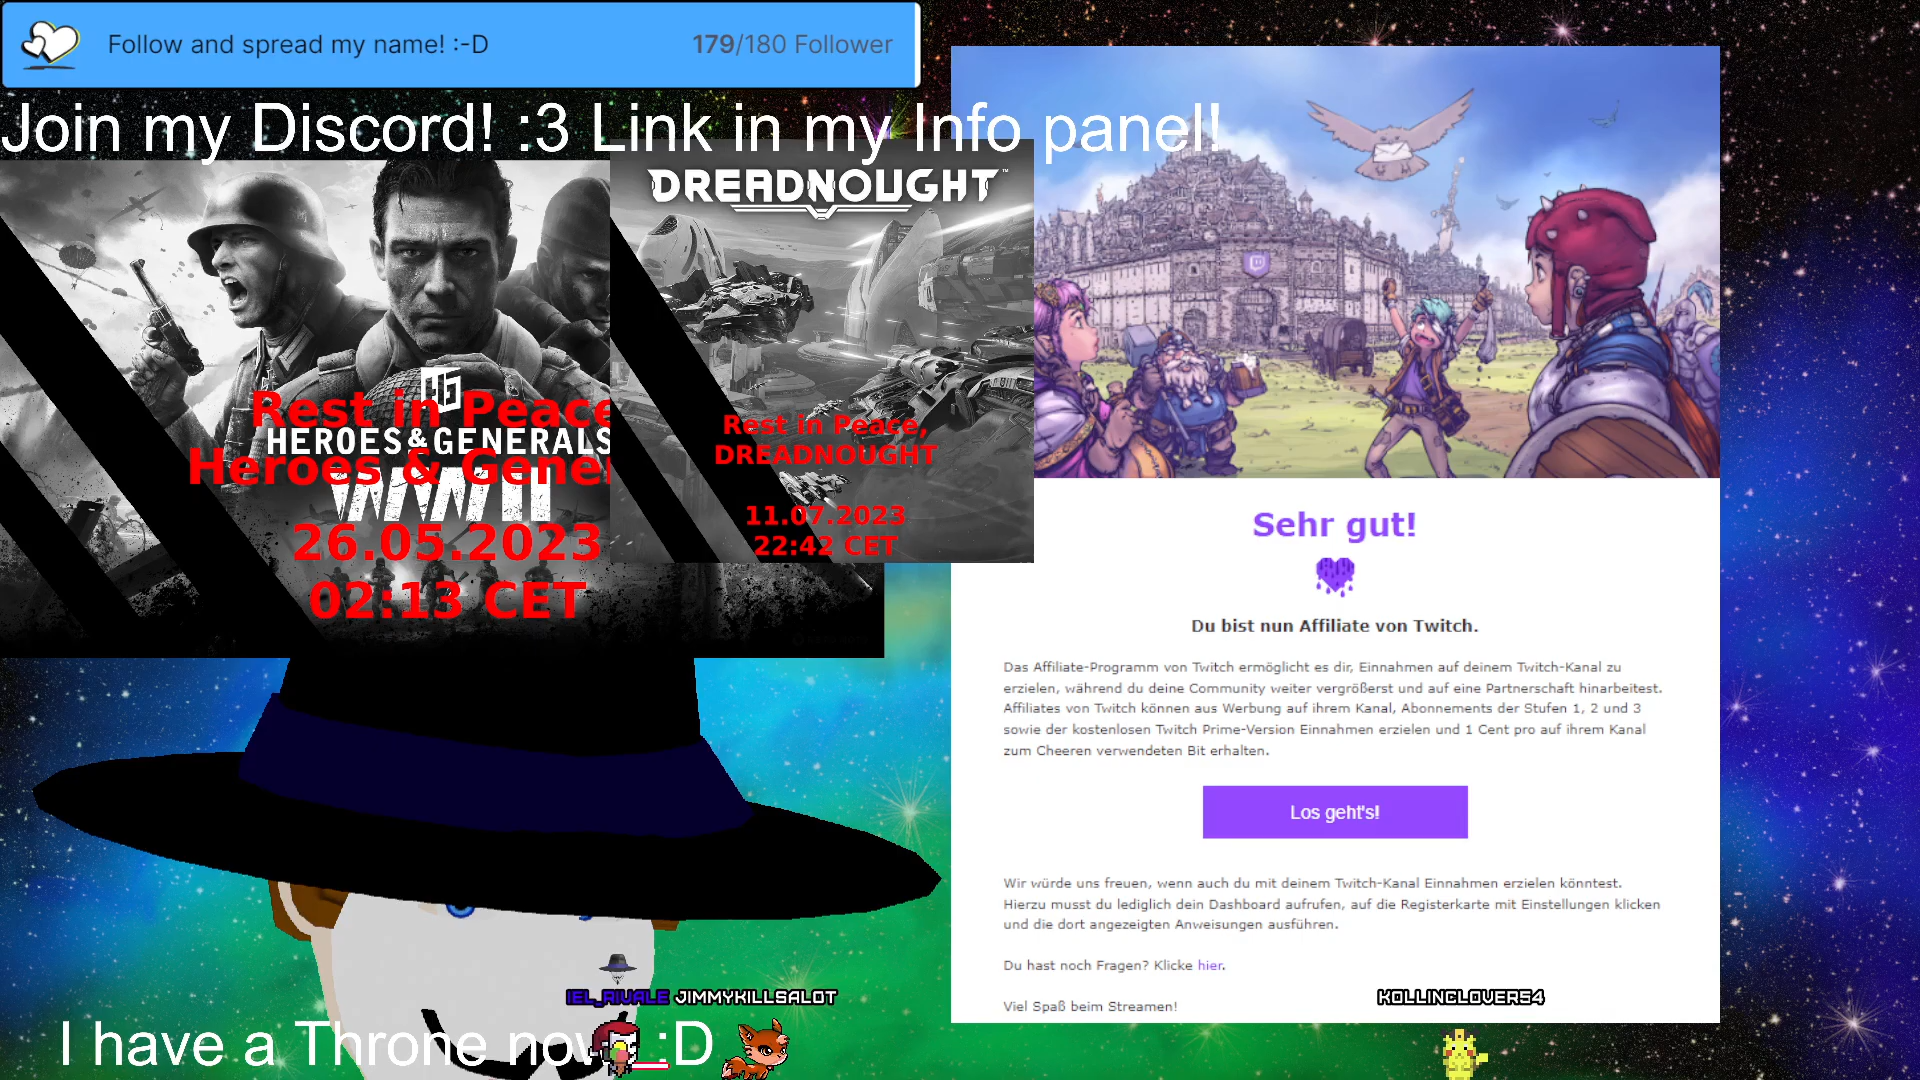 Follow and spread my name! :-D
179/180 Follower
Join my Discord! :3 Link in my Info panel!
DREADNOUGHT™
Rest in Peace
HEROES & GENERALS
Heroes & Gener
WWII
26.05.2023
02:13 CET
Rest in Peace,
DREADNOUGHT
11.07.2023
22:42 CET
Sehr gut!
Du bist nun Affiliate von Twitch.
Das Affiliate-Programm von Twitch ermöglicht es dir, Einnahmen auf deinem Twitch-Kanal zu
erzielen, während du deine Community weiter vergrößerst und auf eine Partnerschaft hinarbeitest.
Affiliates von Twitch können aus Werbung auf ihrem Kanal, Abonnements der Stufen 1, 2 und 3
sowie der kostenlosen Twitch Prime-Version Einnahmen erzielen und 1 Cent pro auf ihrem Kanal
zum Cheeren verwendeten Bit erhalten.
Los geht's!
Wir würde uns freuen, wenn auch du mit deinem Twitch-Kanal Einnahmen erzielen könntest.
Hierzu musst du lediglich dein Dashboard aufrufen, auf die Registerkarte mit Einstellungen klicken
und die dort angezeigten Anweisungen ausführen.
Du hast noch Fragen? Klicke hier.
Viel Spaß beim Streamen!
IEL_RIVALE JIMMYKILLSALOT
KOLLINCLOVER54
I have a Throne now :D